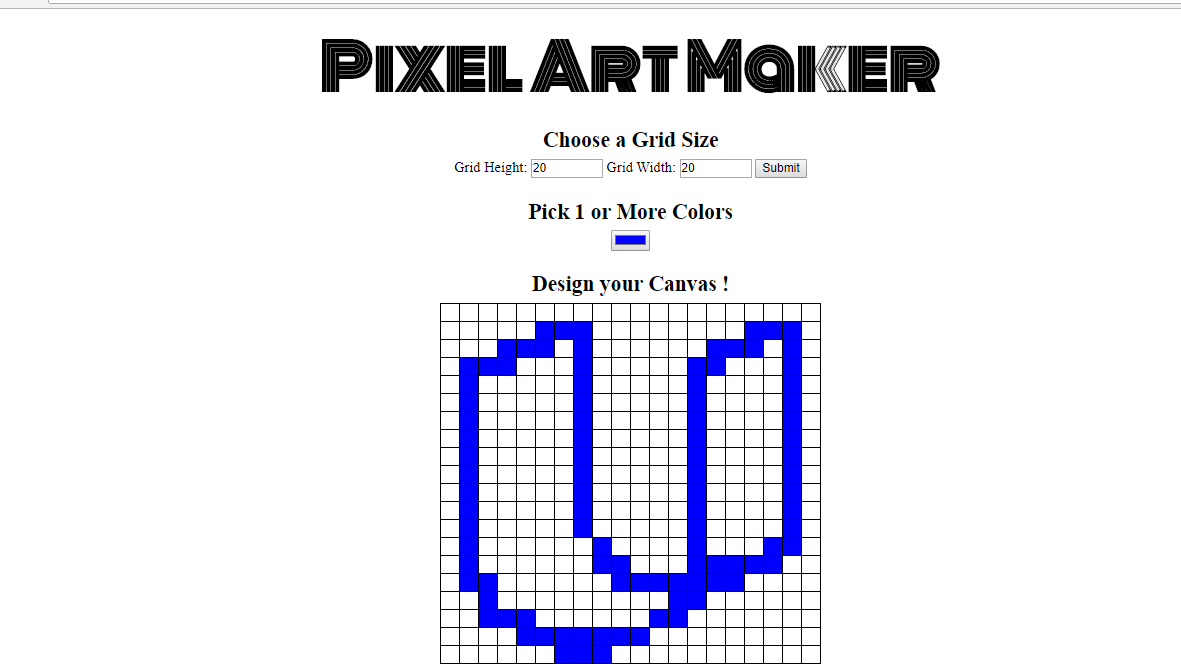 Pixel Art Maker
Choose a Grid Size
Grid Height: 20 Grid Width: 20 Submit
Pick 1 or More Colors
Design your Canvas !